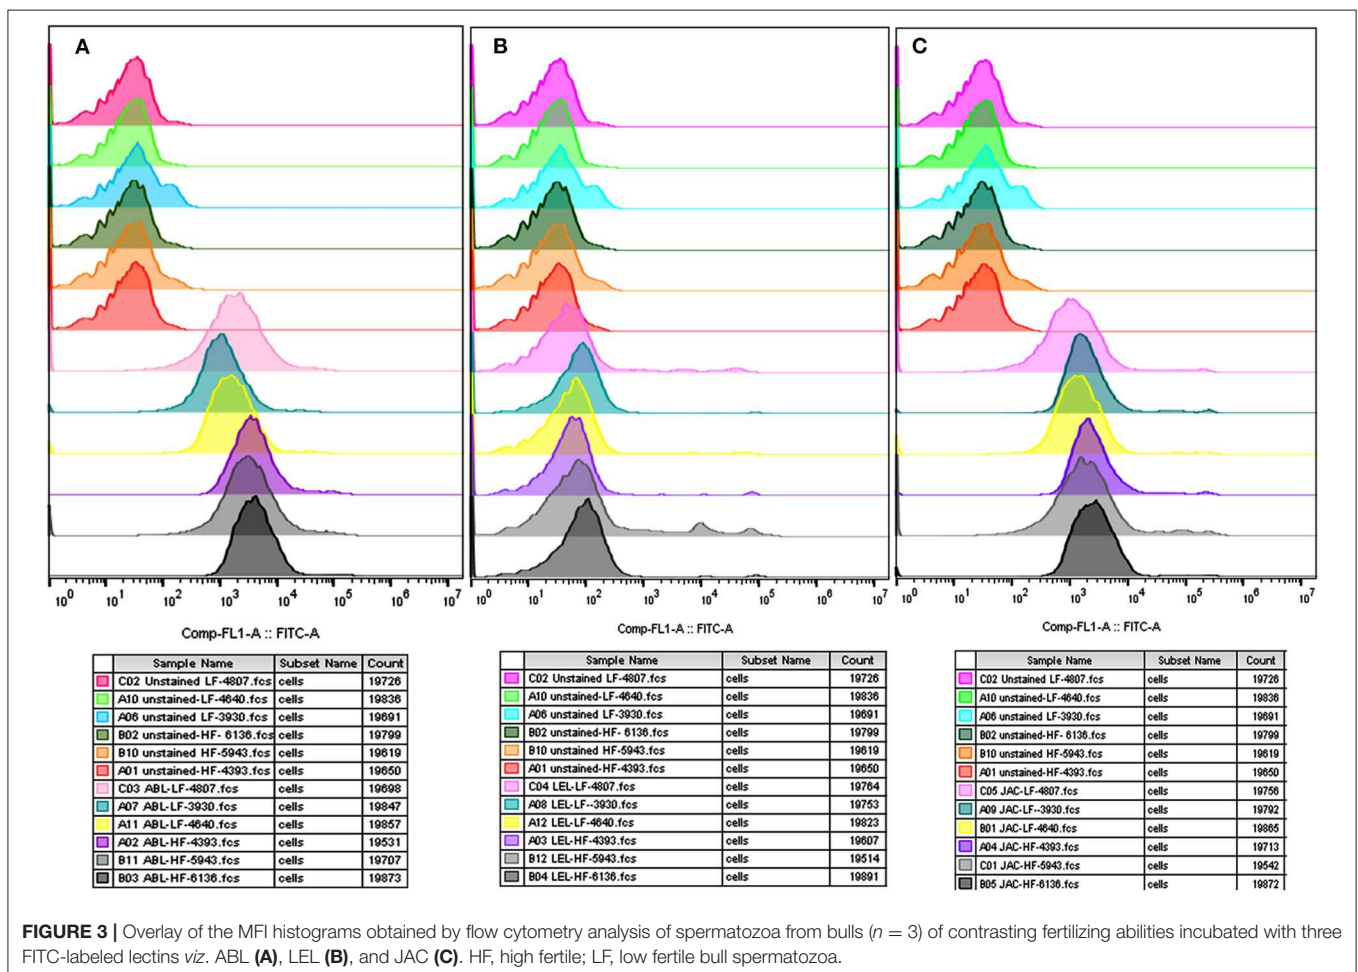 A
B
C
10^0 10^1 10^2 10^3 10^4 10^5 10^6 10^7
10^0 10^1 10^2 10^3 10^4 10^5 10^6 10^7
10^0 10^1 10^2 10^3 10^4 10^5 10^6 10^7
Comp-FL1-A :: FITC-A
Comp-FL1-A :: FITC-A
Comp-FL1-A :: FITC-A
Sample Name Subset Name Count
C02 Unstained LF-4807.fcs cells 19726
A10 unstained-LF-4640.fcs cells 19836
A06 unstained LF-3930.fcs cells 19691
B02 unstained-HF- 6136.fcs cells 19799
B10 unstained HF-5943.fcs cells 19619
A01 unstained-HF-4393.fcs cells 19650
C03 ABL-LF-4807.fcs cells 19698
A07 ABL-LF-3930.fcs cells 19847
A11 ABL-LF-4640.fcs cells 19857
A02 ABL-HF-4393.fcs cells 19531
B11 ABL-HF-5943.fcs cells 19707
B03 ABL-HF-6136.fcs cells 19873
Sample Name Subset Name Count
C02 Unstained LF-4807.fcs cells 19726
A10 unstained-LF-4640.fcs cells 19836
A06 unstained LF-3930.fcs cells 19691
B02 unstained-HF- 6136.fcs cells 19799
B10 unstained HF-5943.fcs cells 19619
A01 unstained-HF-4393.fcs cells 19650
C04 LEL-LF-4807.fcs cells 19764
A08 LEL-LF--3930.fcs cells 19753
A12 LEL-LF-4640.fcs cells 19823
A03 LEL-HF-4393.fcs cells 19607
B12 LEL-HF-5943.fcs cells 19514
B04 LEL-HF-6136.fcs cells 19891
Sample Name Subset Name Count
C02 Unstained LF-4807.fcs cells 19726
A10 unstained-LF-4640.fcs cells 19836
A06 unstained LF-3930.fcs cells 19691
B02 unstained-HF- 6136.fcs cells 19799
B10 unstained HF-5943.fcs cells 19619
A01 unstained-HF-4393.fcs cells 19650
C05 JAC-LF-4807.fcs cells 19756
A09 JAC-LF--3930.fcs cells 19792
B01 JAC-LF-4640.fcs cells 19865
A04 JAC-HF-4393.fcs cells 19713
C01 JAC-HF-5943.fcs cells 19542
B05 JAC-HF-6136.fcs cells 19872
FIGURE 3 | Overlay of the MFI histograms obtained by flow cytometry analysis of spermatozoa from bulls (n = 3) of contrasting fertilizing abilities incubated with three
FITC-labeled lectins viz. ABL (A), LEL (B), and JAC (C). HF, high fertile; LF, low fertile bull spermatozoa.